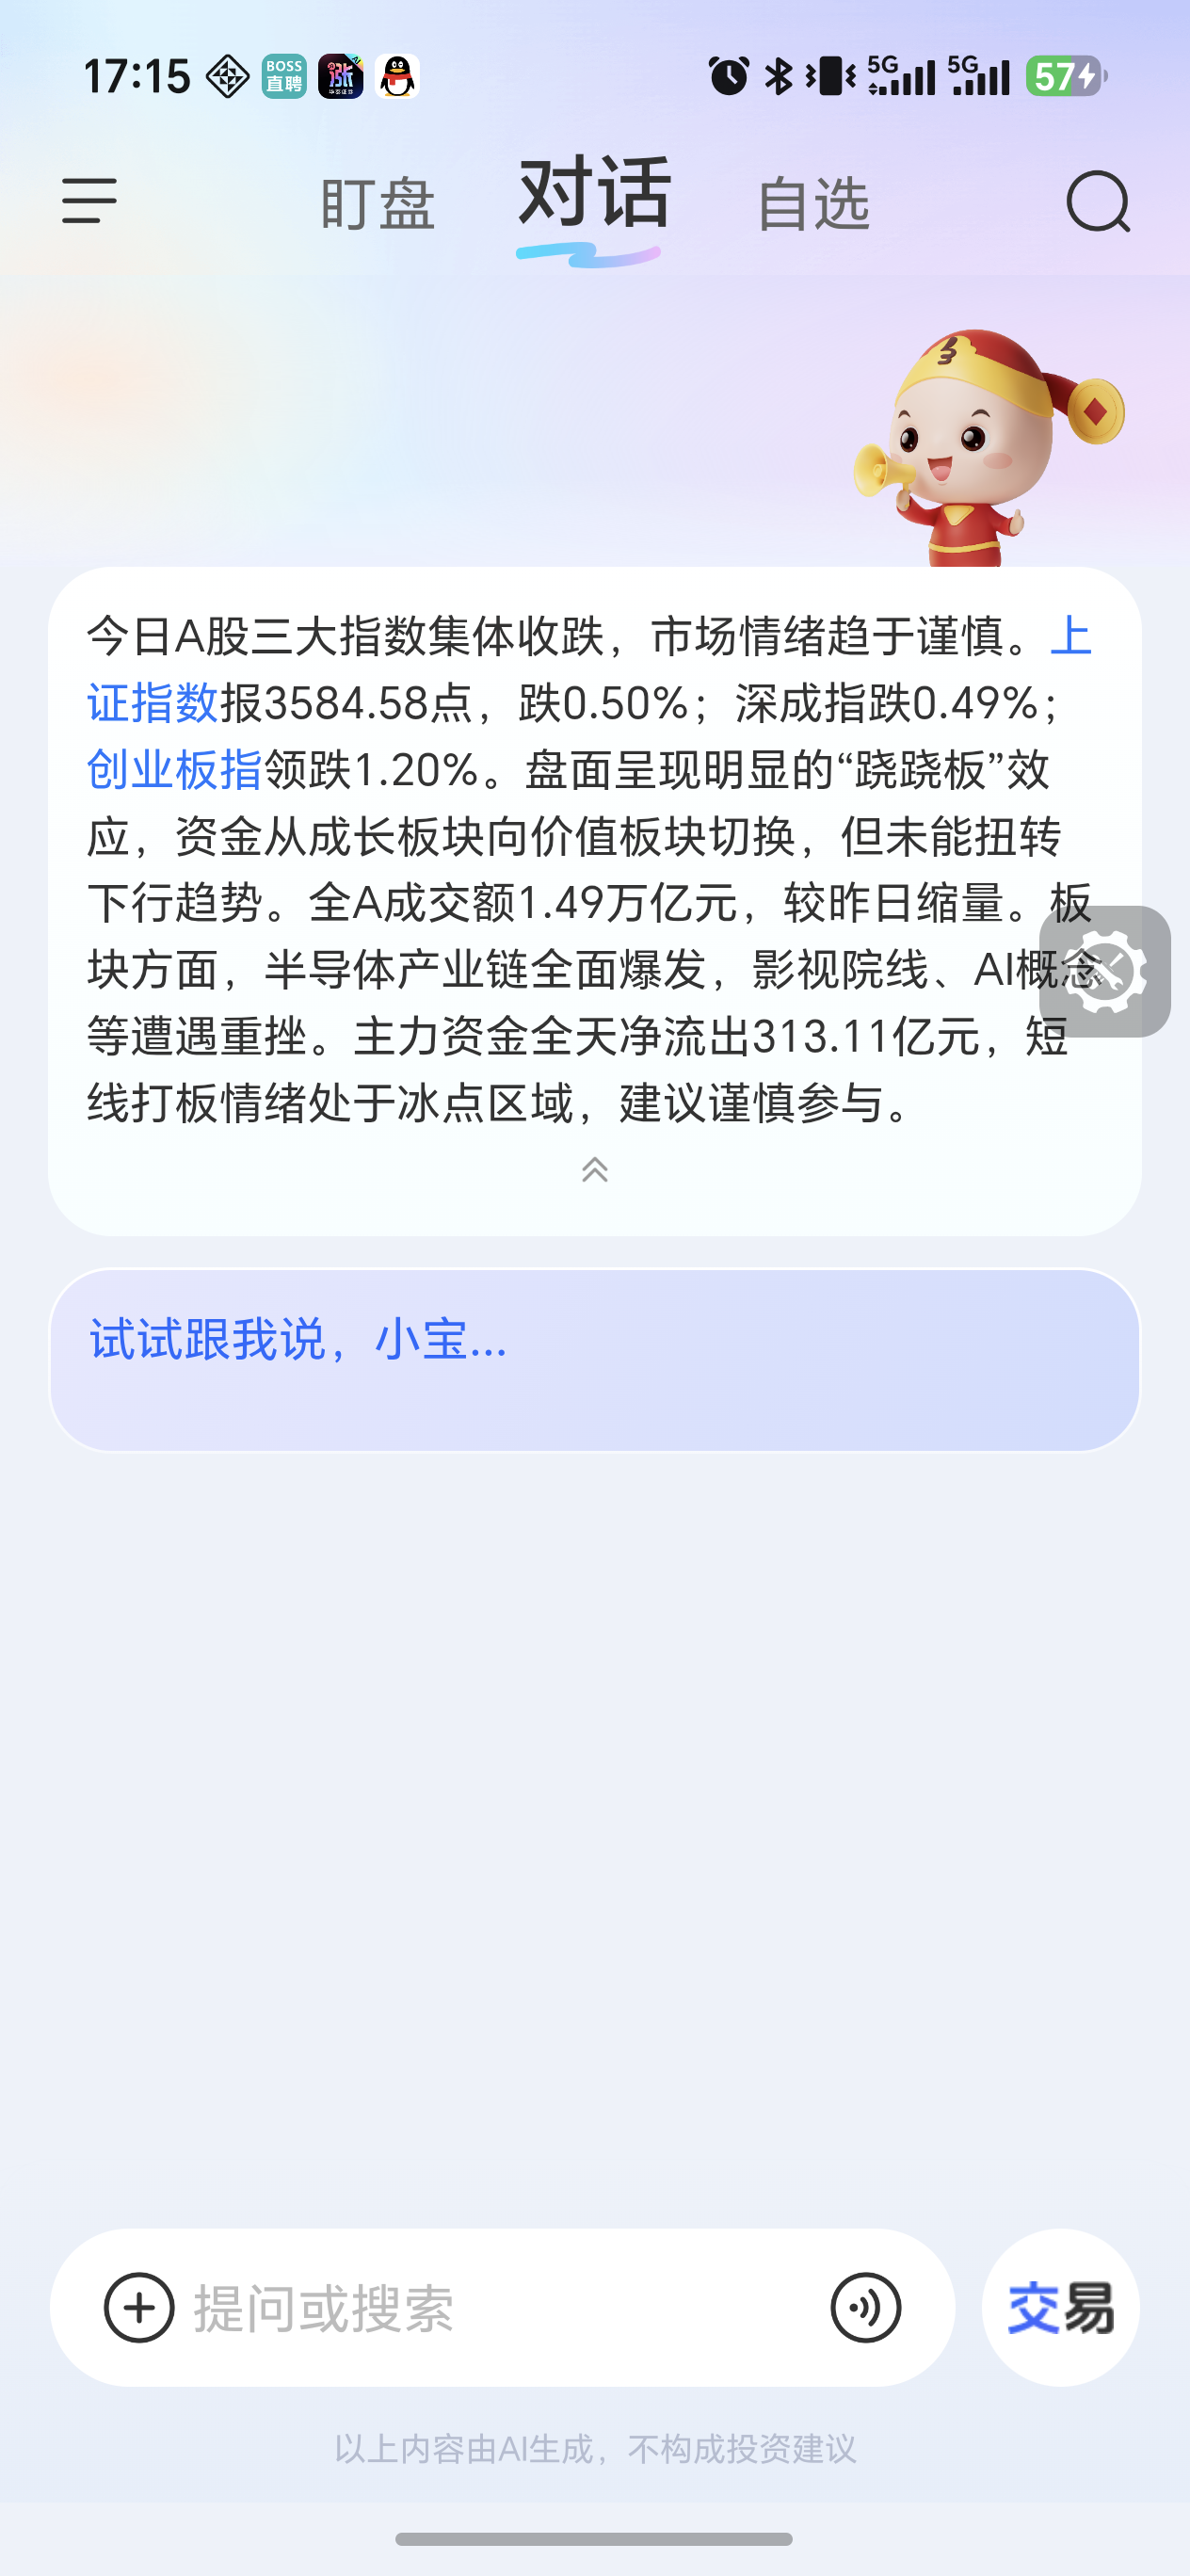 17:15
BOSS
直聘
涨
5G
5G
57
盯盘
对话
自选
今日A股三大指数集体收跌，市场情绪趋于谨慎。上
证指数报3584.58点，跌0.50%；深成指跌0.49%；
创业板指领跌1.20%。盘面呈现明显的“跷跷板”效
应，资金从成长板块向价值板块切换，但未能扭转
下行趋势。全A成交额1.49万亿元，较昨日缩量。板
块方面，半导体产业链全面爆发，影视院线、AI概念
等遭遇重挫。主力资金全天净流出313.11亿元，短
线打板情绪处于冰点区域，建议谨慎参与。
试试跟我说，小宝...
提问或搜索
交易
以上内容由AI生成，不构成投资建议